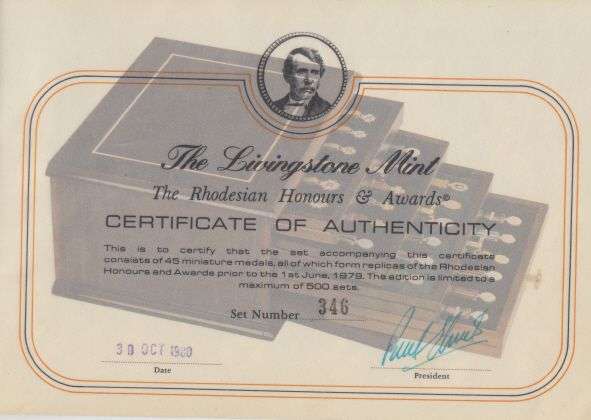 The Livingstone Mint
The Rhodesian Honours & Awards®
CERTIFICATE OF AUTHENTICITY
This is to certify that the set accompanying this certificate
consists of 45 miniature medals, all of which form replicas of the Rhodesian
Honours and Awards prior to the 1st June, 1979. The edition is limited to a
maximum of 500 sets.
Set Number 346
30 OCT 1980
Date
President